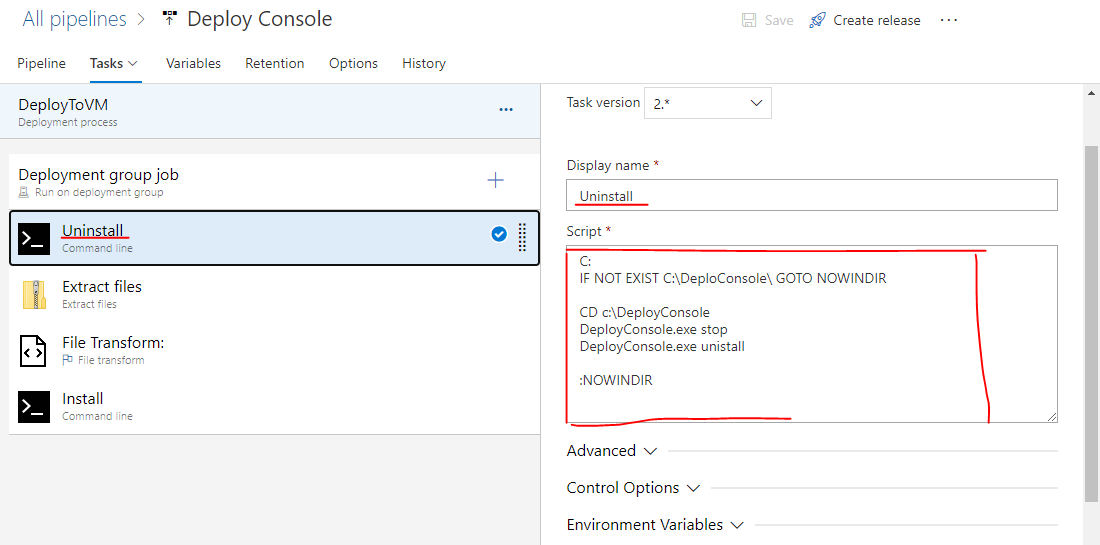 All pipelines > Deploy Console
Save Create release ...
Pipeline Tasks Variables Retention Options History
DeployToVM
Deployment process
...
Deployment group job
Run on deployment group
Uninstall
Command line
Extract files
Extract files
File Transform:
File transform
Install
Command line
Task version 2.*
Display name *
Uninstall
Script *
C:
IF NOT EXIST C:\DeploConsole\ GOTO NOWINDIR
CD c:\DeployConsole
DeployConsole.exe stop
DeployConsole.exe unistall
:NOWINDIR
Advanced
Control Options
Environment Variables